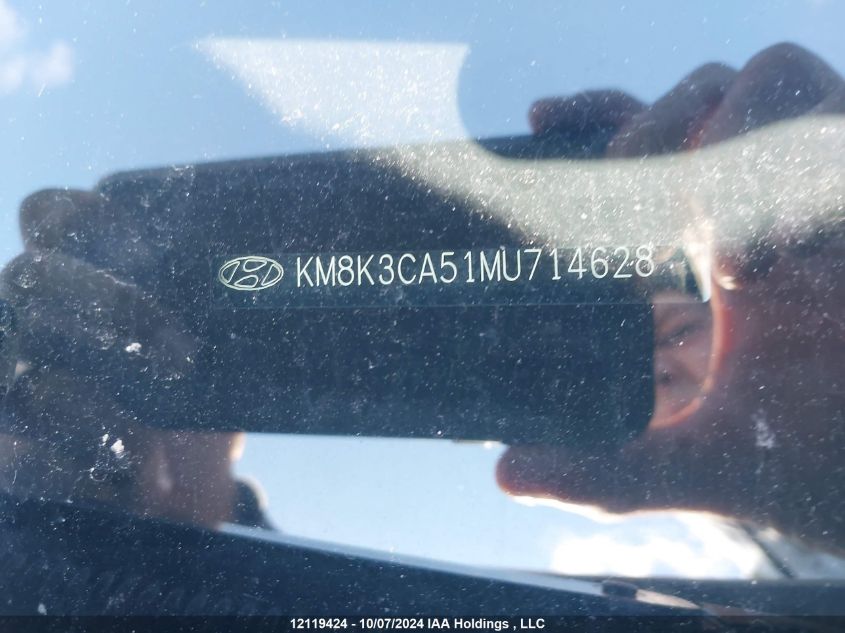 KM8K3CA51MU714628
12119424 - 10/07/2024 IAA Holdings , LLC